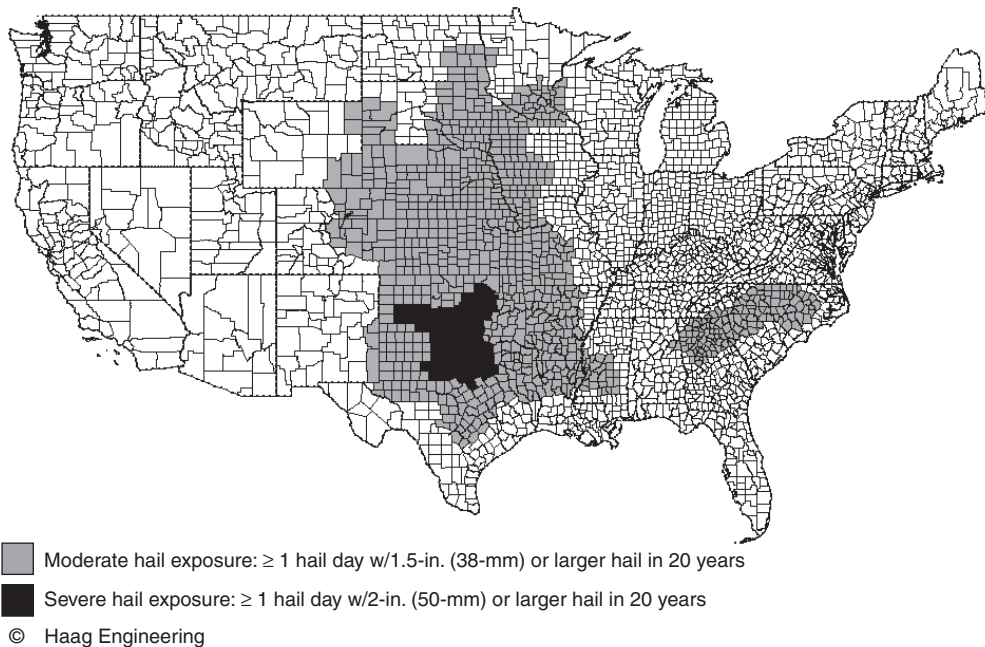 Moderate hail exposure: ≥ 1 hail day w/1.5-in. (38-mm) or larger hail in 20 years
Severe hail exposure: ≥ 1 hail day w/2-in. (50-mm) or larger hail in 20 years
© Haag Engineering